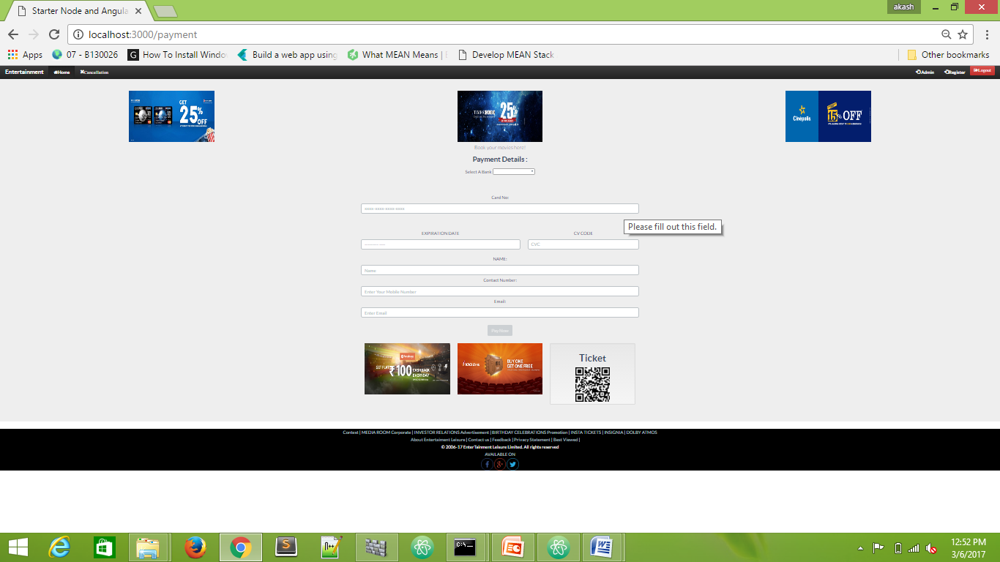 Starter Node and Angula
akash
localhost:3000/payment
Apps
07 - B130026
G How To Install Windo
Build a web app using
What MEAN Means |
Develop MEAN Stack
Other bookmarks
Entertainment
Home
Cancellation
Admin
Register
Logout
GET 25% OFF
25%
Cinépolis
15% OFF
Book your movies here!
Payment Details :
Select A Bank
Card No:
xxxx-xxxx-xxxx-xxxx
Please fill out this field.
EXPIRATION DATE
CV CODE
CVC
NAME:
Name
Contact Number:
Enter Your Mobile Number
Email:
Enter Email
Pay Now
GET FLAT ₹100 CASHBACK EVERYDAY
BUY ONE GET ONE FREE
Ticket
Contest | MEDIA ROOM Corporate | INVESTOR RELATIONS Advertisement | BIRTHDAY CELEBRATIONS Promotion | INSTA TICKETS | INSIGNIA | DOLBY ATMOS
About Entertaiment Leisure | Contact us | Feedback | Privacy Statement | Best Viewed |
© 2006-17 EnterTainment Leisure Limited. All rights reserved
AVAILABLE ON
12:52 PM
3/6/2017